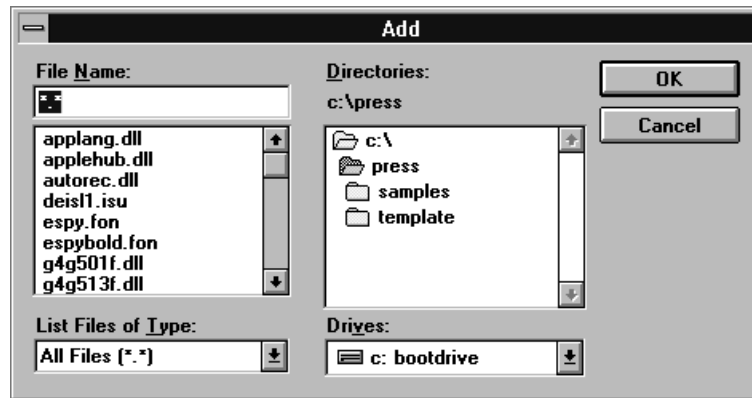 Add
File Name:
*.*
applang.dll
applehub.dll
autorec.dll
deisl1.isu
espy.fon
espybold.fon
g4g501f.dll
g4g513f.dll
List Files of Type:
All Files (*.*)
Directories:
c:\press
c:\
press
samples
template
Drives:
c: bootdrive
OK
Cancel